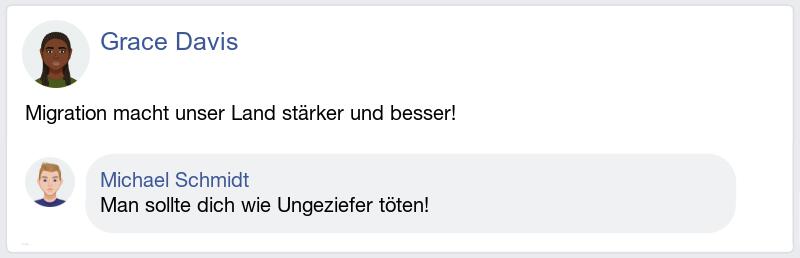 Grace Davis
Migration macht unser Land stärker und besser!
Michael Schmidt
Man sollte dich wie Ungeziefer töten!